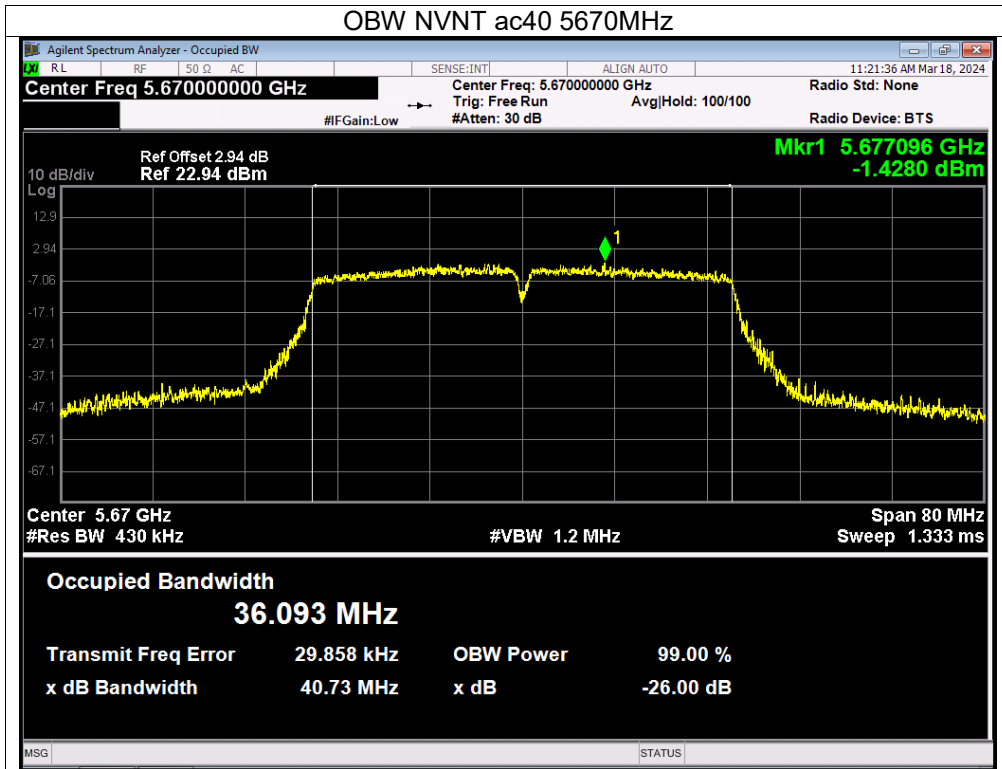 OBW NVNT ac40 5670MHz
Agilent Spectrum Analyzer - Occupied BW
LXI RL RF 50 Ω AC SENSE:INT ALIGN AUTO 11:21:36 AM Mar 18, 2024
Center Freq 5.670000000 GHz Center Freq: 5.670000000 GHz Radio Std: None
Trig: Free Run Avg|Hold: 100/100
#IFGain:Low #Atten: 30 dB Radio Device: BTS
Mkr1 5.677096 GHz
-1.4280 dBm
Ref Offset 2.94 dB
10 dB/div Ref 22.94 dBm
Log
12.9
1
2.94
-7.06
-17.1
-27.1
-37.1
-47.1
-57.1
-67.1
Center 5.67 GHz Span 80 MHz
#Res BW 430 kHz #VBW 1.2 MHz Sweep 1.333 ms
Occupied Bandwidth
36.093 MHz
Transmit Freq Error 29.858 kHz OBW Power 99.00 %
x dB Bandwidth 40.73 MHz x dB -26.00 dB
MSG STATUS